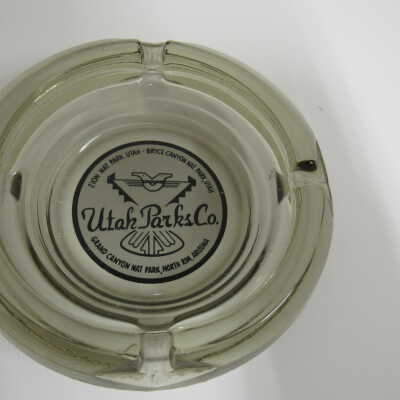 ZION NAT. PARK, UTAH - BRYCE CANYON NAT. PARK, UTAH
Utah Parks Co.
GRAND CANYON NAT. PARK, NORTH RIM, ARIZONA